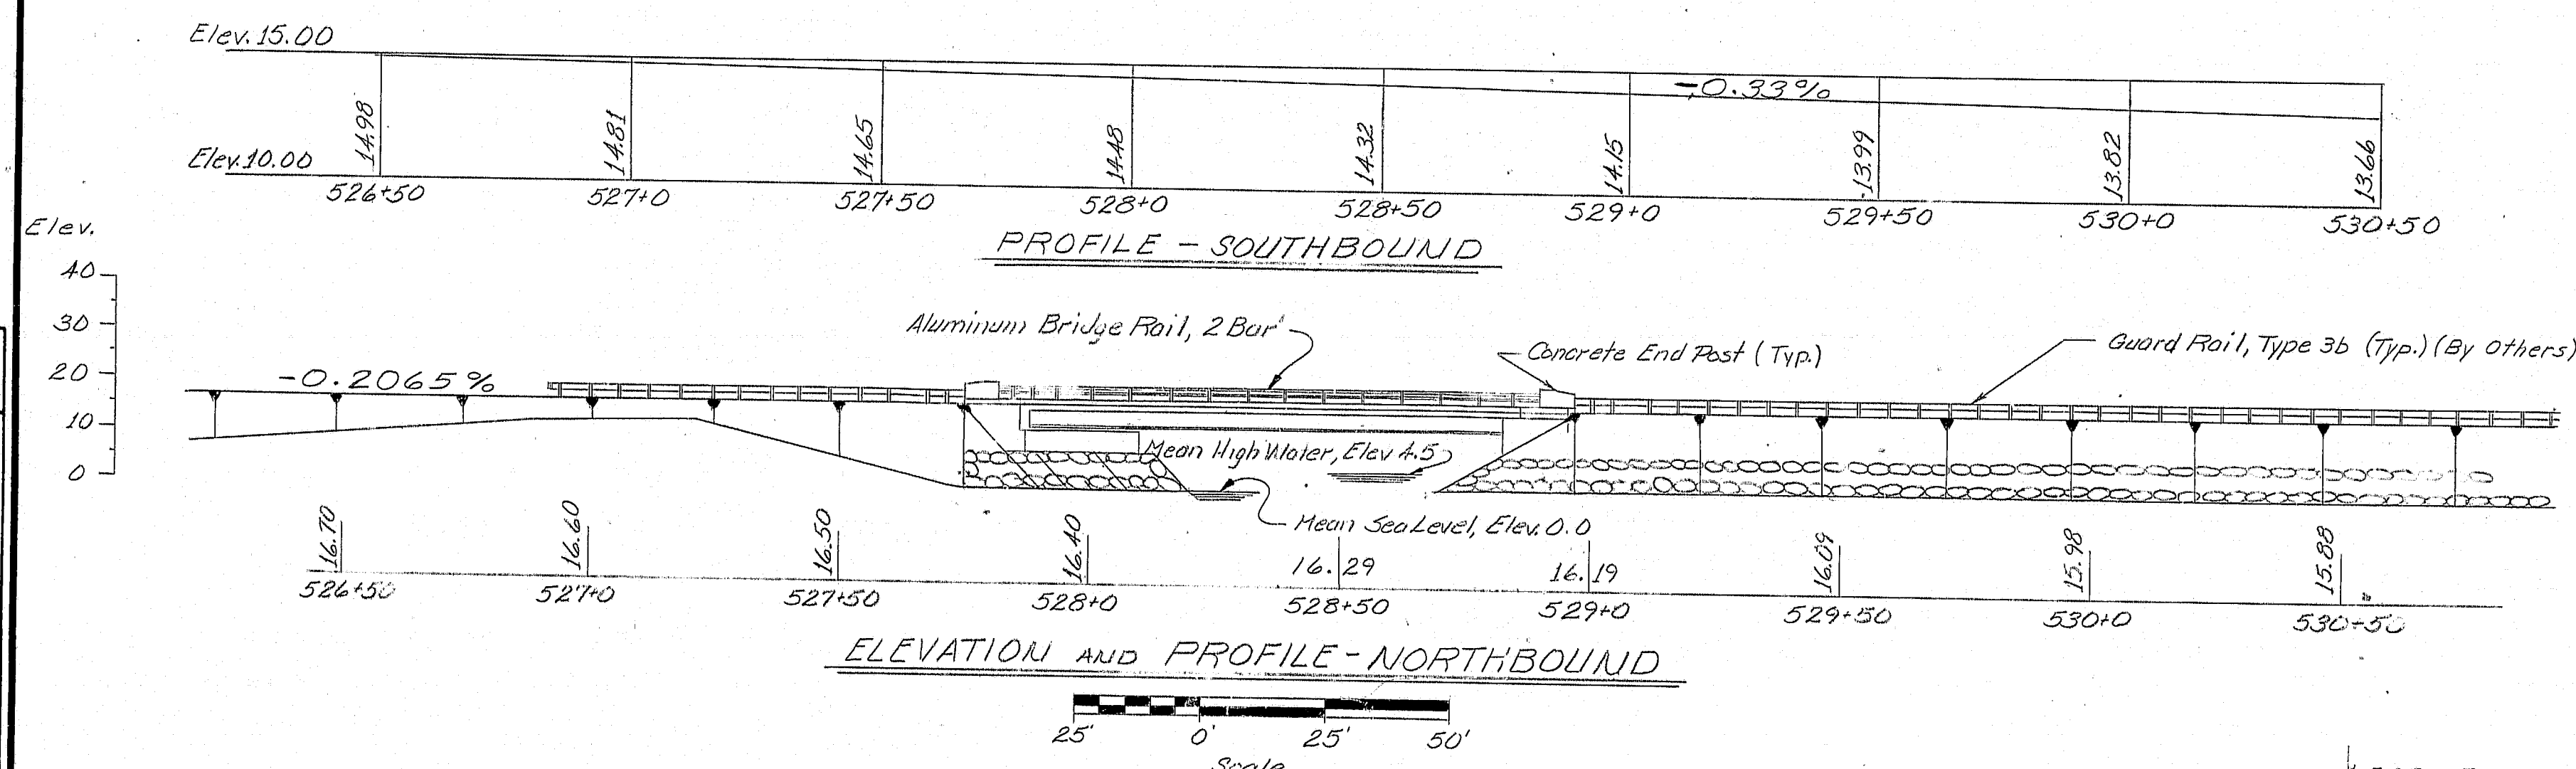 Elev. 15.00
-0.33%
14.98 14.81 14.65 14.48 14.32 14.15 13.99 13.82 13.66
Elev. 10.00
526+50 527+0 527+50 528+0 528+50 529+0 529+50 530+0 530+50
PROFILE - SOUTHBOUND
Elev.
40
30
20
10
0
Aluminum Bridge Rail, 2 Bar
Concrete End Post (Typ.)
Guard Rail, Type 3b (Typ.) (By Others)
-0.2065%
Mean High Water, Elev 4.5
Mean Sea Level, Elev. 0.0
16.70 16.60 16.50 16.40 16.29 16.19 16.09 15.98 15.88
526+50 527+0 527+50 528+0 528+50 529+0 529+50 530+0 530+50
ELEVATION AND PROFILE - NORTHBOUND
25' 0' 25' 50'
Scale